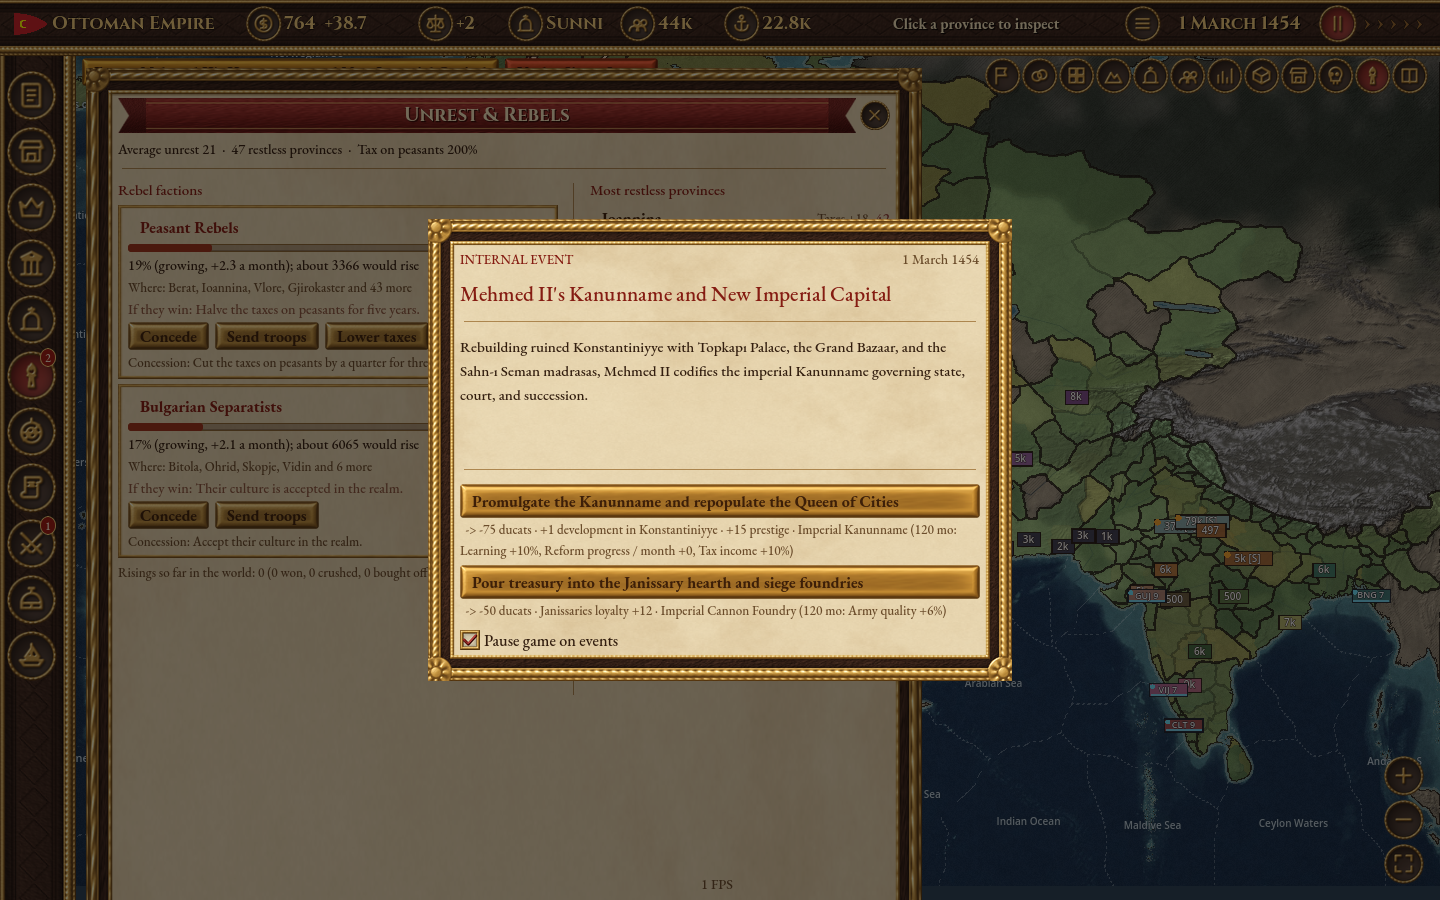 Ottoman Empire
764 +38.7
+2
Sunni
44K
22.8K
Click a province to inspect
1 March 1454
Unrest & Rebels
Average unrest 21 · 47 restless provinces · Tax on peasants 200%
Rebel factions
Most restless provinces
Ioannina
Peasant Rebels
19% (growing, +2.3 a month); about 3366 would rise
Where: Berat, Ioannina, Vlore, Gjirokaster and 43 more
If they win: Halve the taxes on peasants for five years.
Concede
Send troops
Lower taxes
Concession: Cut the taxes on peasants by a quarter for thre
Bulgarian Separatists
17% (growing, +2.1 a month); about 6065 would rise
Where: Bitola, Ohrid, Skopje, Vidin and 6 more
If they win: Their culture is accepted in the realm.
Concede
Send troops
Concession: Accept their culture in the realm.
Risings so far in the world: 0 (0 won, 0 crushed, 0 bought off
2
1
INTERNAL EVENT
1 March 1454
Mehmed II's Kanunname and New Imperial Capital
Rebuilding ruined Konstantiniyye with Topkapı Palace, the Grand Bazaar, and the
Sahn-ı Seman madrasas, Mehmed II codifies the imperial Kanunname governing state,
court, and succession.
Promulgate the Kanunname and repopulate the Queen of Cities
-> -75 ducats · +1 development in Konstantiniyye · +15 prestige · Imperial Kanunname (120 mo:
Learning +10%, Reform progress / month +0, Tax income +10%)
Pour treasury into the Janissary hearth and siege foundries
-> -50 ducats · Janissaries loyalty +12 · Imperial Cannon Foundry (120 mo: Army quality +6%)
Pause game on events
8k
5k
3k
2k
3k
1k
37
497
5k [S]
6k
6k
GUJ 9
500
500
BNG 7
7k
6k
VIJ 7
CLT 9
Arabian Sea
Sea
Indian Ocean
Maldive Sea
Ceylon Waters
1 FPS